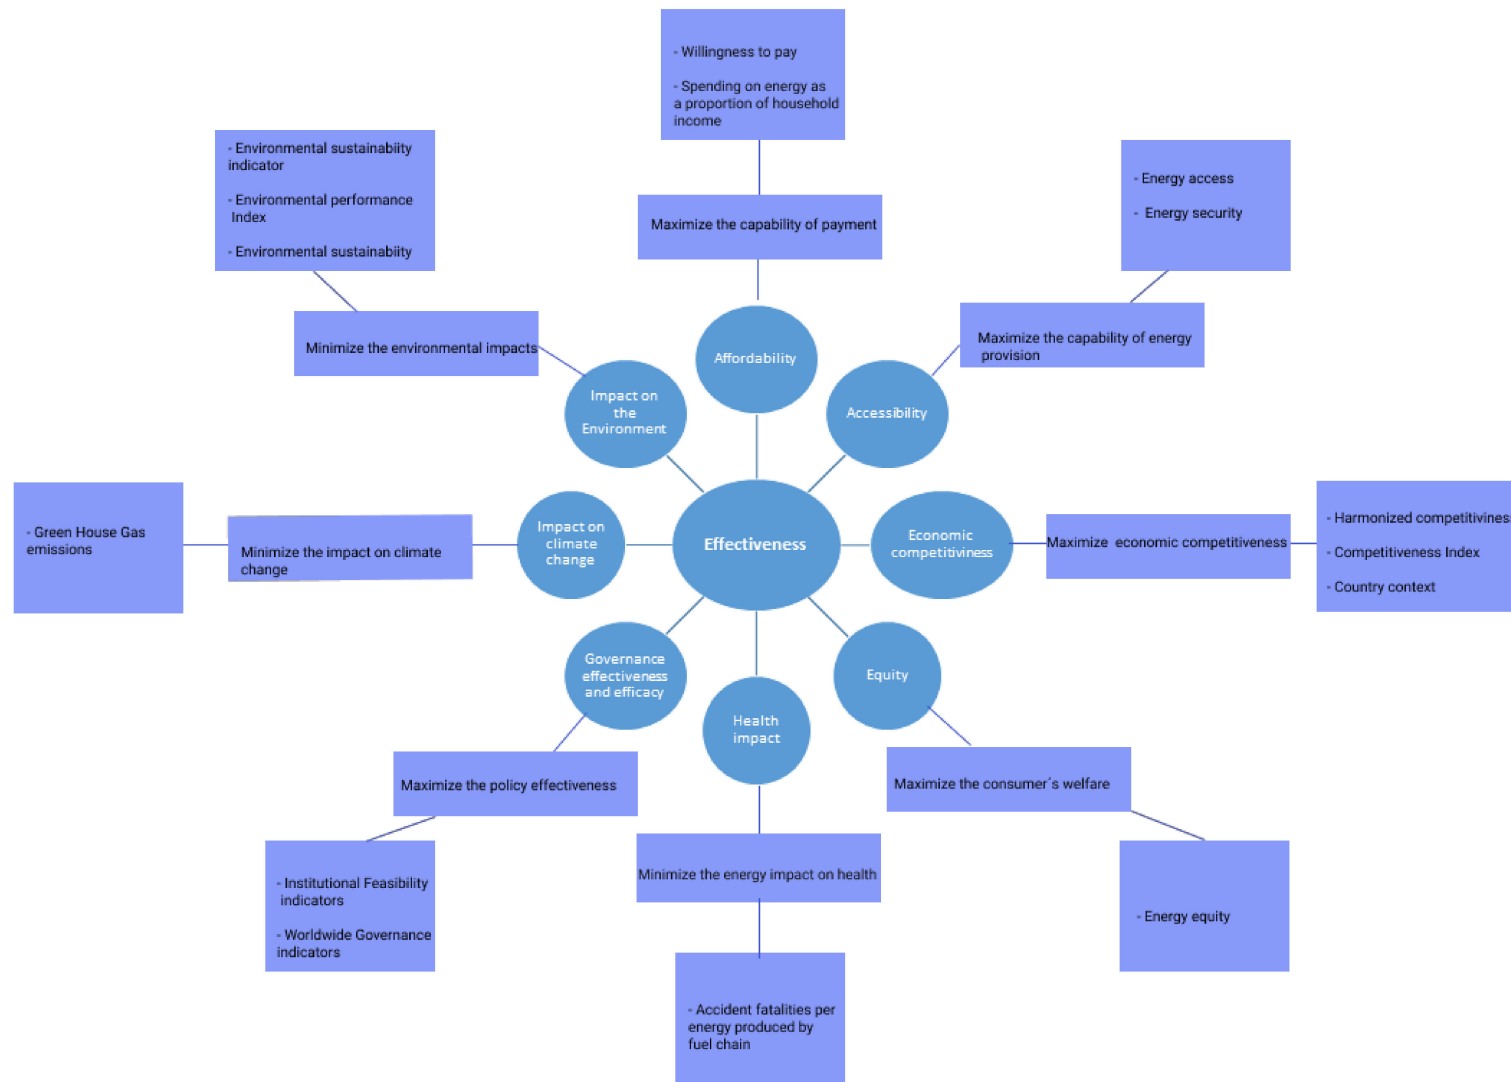 - Willingness to pay
- Spending on energy as
a proportion of household
income
- Environmental sustainabiity
indicator
- Environmental performance
Index
- Environmental sustainabiity
- Energy access
- Energy security
Maximize the capability of payment
Minimize the environmental impacts
Maximize the capability of energy
provision
Affordability
Impact on
the
Environment
Accessibility
- Green House Gas
emissions
Minimize the impact on climate
change
Impact on
climate
change
Effectiveness
Economic
competitiviness
Maximize economic competitiveness
- Harmonized competitiviness
- Competitiveness Index
- Country context
Governance
effectiveness
and efficacy
Health
impact
Equity
Maximize the policy effectiveness
Maximize the consumer´s welfare
Minimize the energy impact on health
- Institutional Feasibility
indicators
- Worldwide Governance
indicators
- Energy equity
- Accident fatalities per
energy produced by
fuel chain